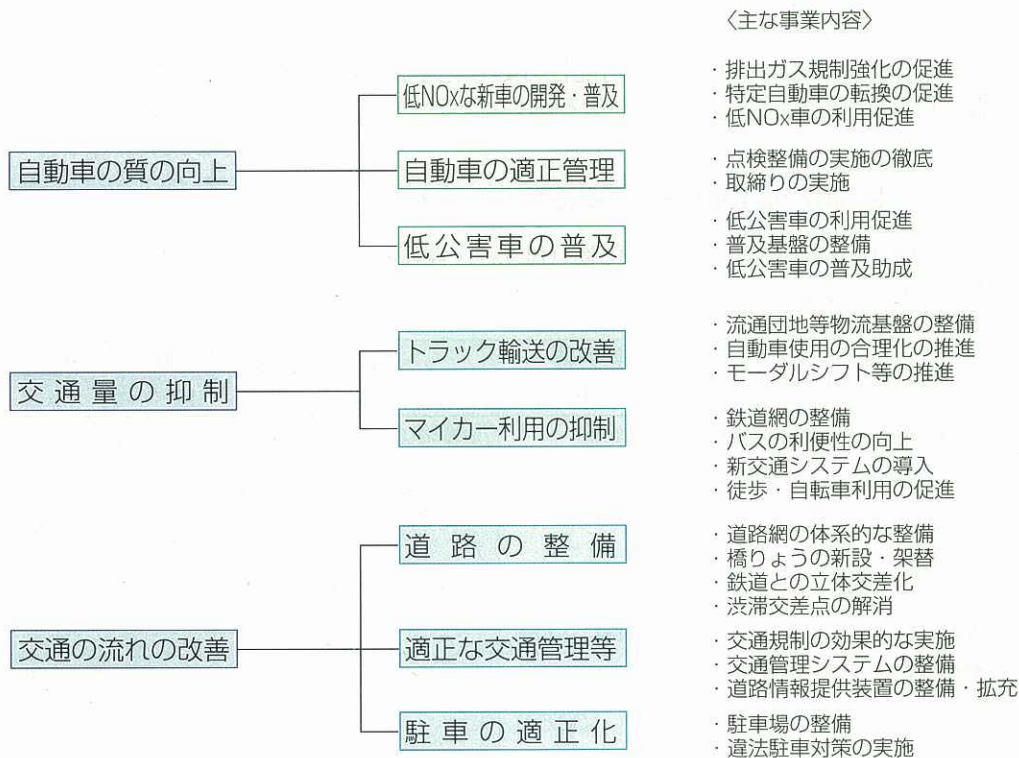 〈主な事業内容〉
自動車の質の向上
低NOxな新車の開発・普及
・排出ガス規制強化の促進
・特定自動車の転換の促進
・低NOx車の利用促進
自動車の適正管理
・点検整備の実施の徹底
・取締りの実施
低公害車の普及
・低公害車の利用促進
・普及基盤の整備
・低公害車の普及助成
交通量の抑制
トラック輸送の改善
・流通団地等物流基盤の整備
・自動車使用の合理化の推進
・モーダルシフト等の推進
マイカー利用の抑制
・鉄道網の整備
・バスの利便性の向上
・新交通システムの導入
・徒歩・自転車利用の促進
交通の流れの改善
道路の整備
・道路網の体系的な整備
・橋りょうの新設・架替
・鉄道との立体交差化
・渋滞交差点の解消
適正な交通管理等
・交通規制の効果的な実施
・交通管理システムの整備
・道路情報提供装置の整備・拡充
駐車の適正化
・駐車場の整備
・違法駐車対策の実施